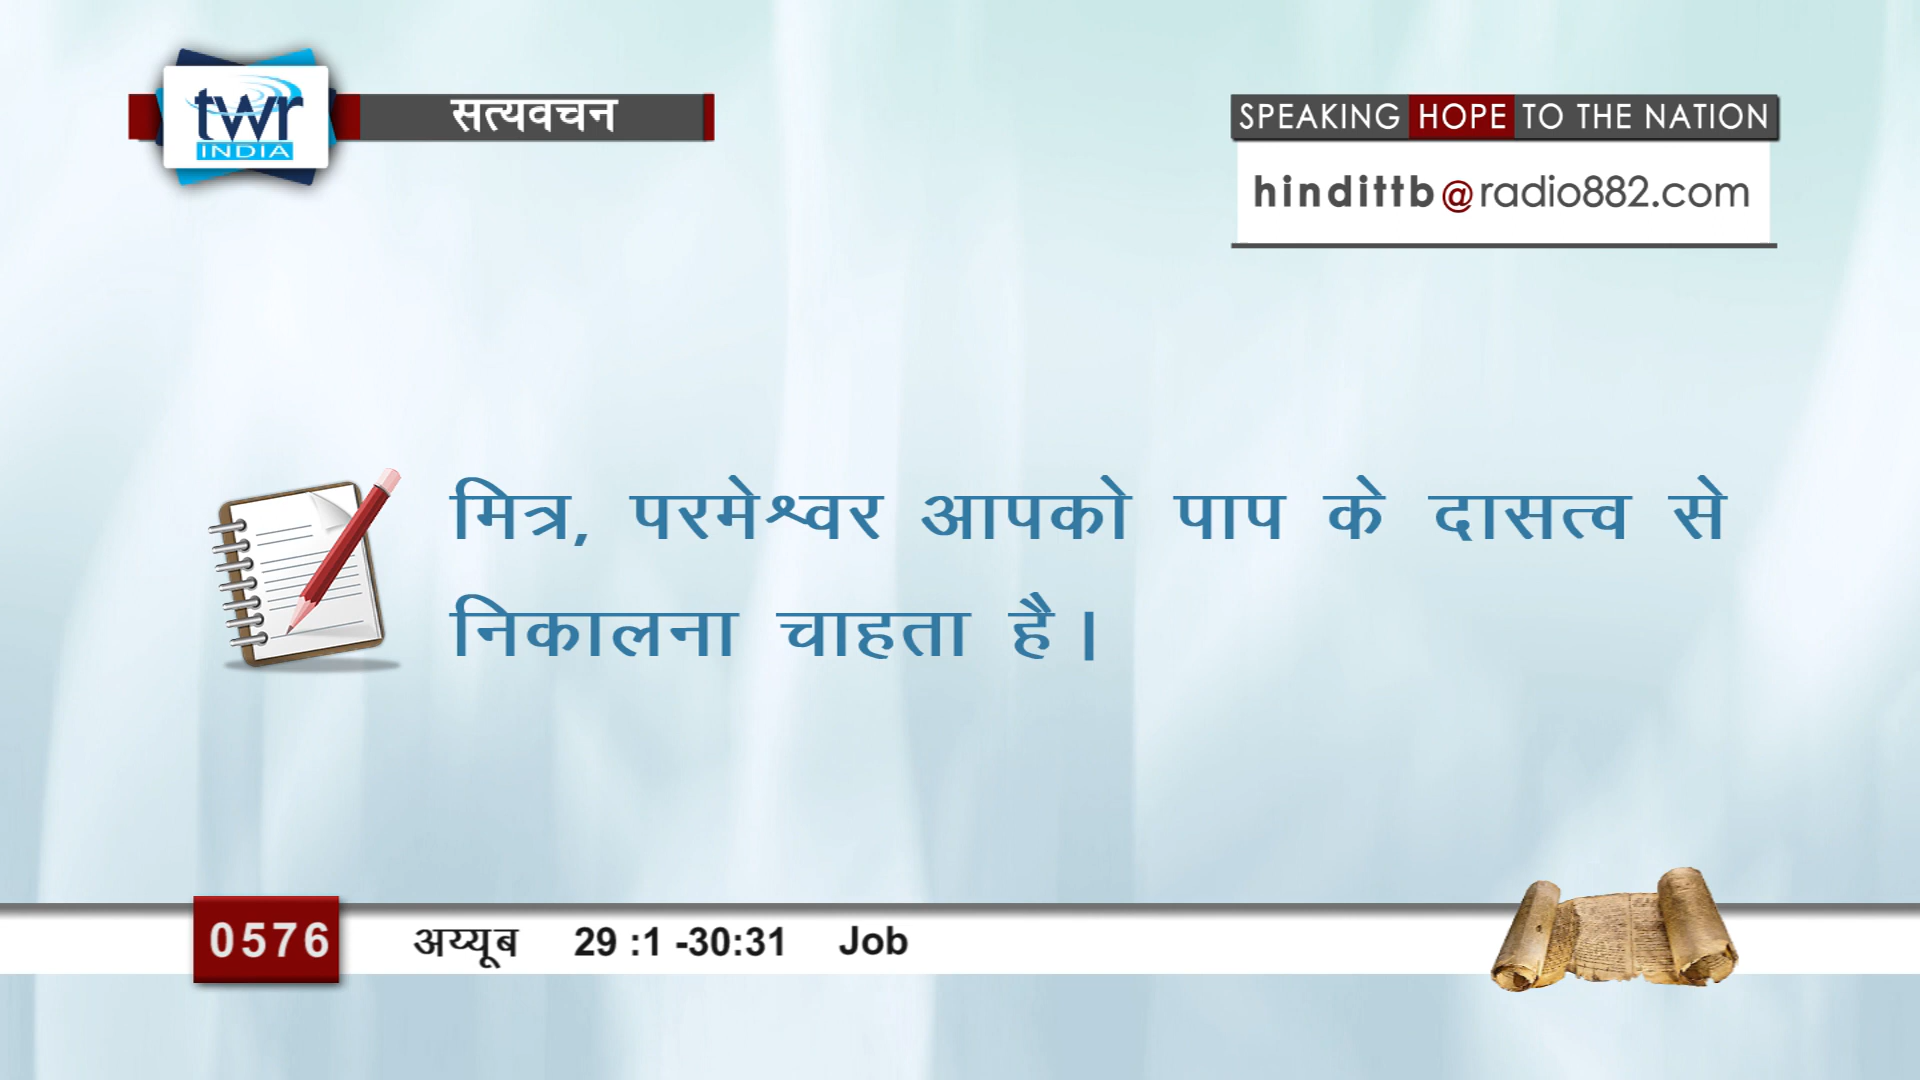 twr
INDIA
सत्यवचन
SPEAKING HOPE TO THE NATION
hindittb@radio882.com
मित्र, परमेश्वर आपको पाप के दासत्व से
निकालना चाहता है।
0576 अय्यूब 29 :1 -30:31 Job